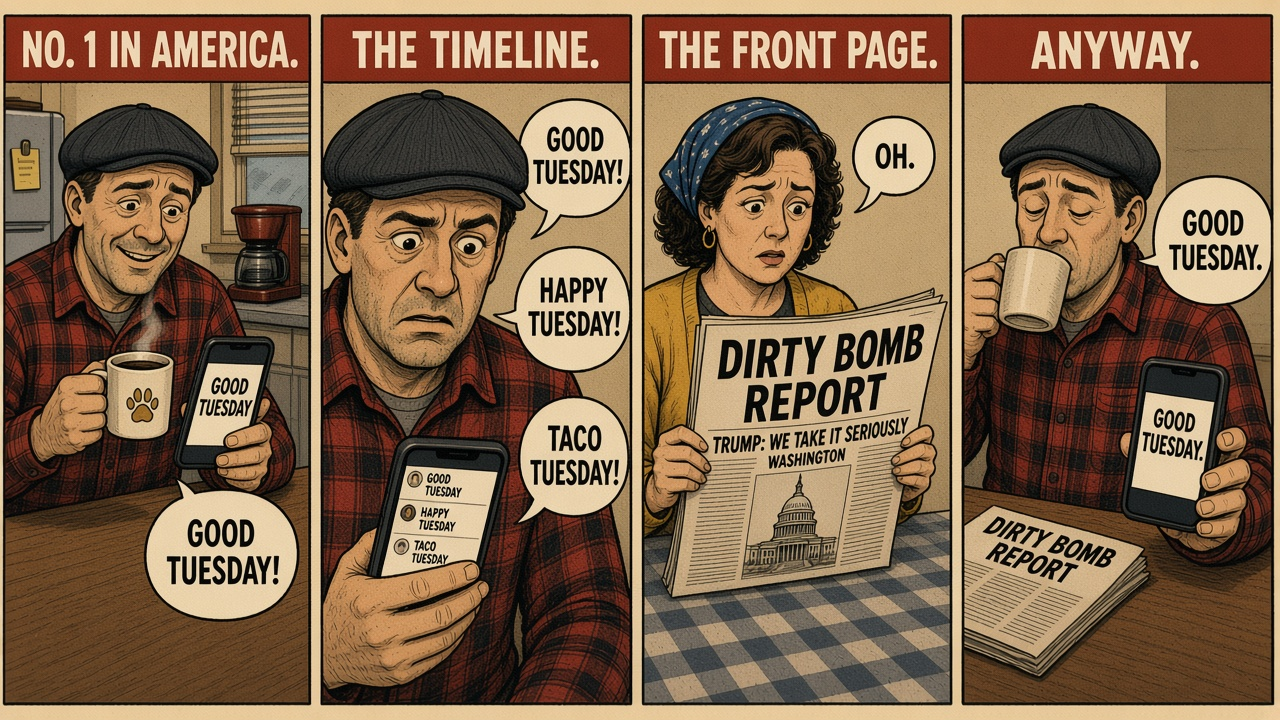 NO. 1 IN AMERICA.
GOOD
TUESDAY
GOOD
TUESDAY!
THE TIMELINE.
GOOD
TUESDAY!
HAPPY
TUESDAY!
TACO
TUESDAY!
GOOD
TUESDAY
HAPPY
TUESDAY
TACO
TUESDAY
THE FRONT PAGE.
OH.
DIRTY BOMB
REPORT
TRUMP: WE TAKE IT SERIOUSLY
WASHINGTON
ANYWAY.
GOOD
TUESDAY.
GOOD
TUESDAY.
DIRTY BOMB
REPORT